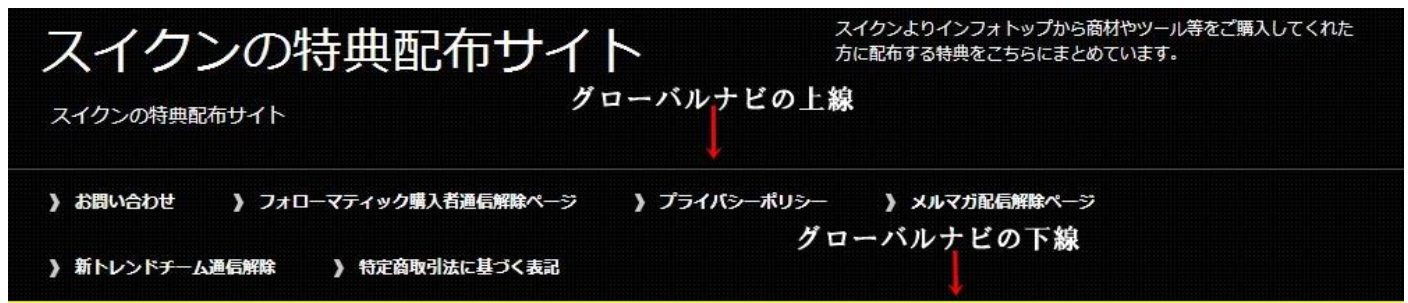 スイクンの特典配布サイト
スイクンよりインフォトップから商材やツール等をご購入してくれた
方に配布する特典をこちらにまとめています。
グローバルナビの上線
スイクンの特典配布サイト
》 お問い合わせ 》 フォローマティック購入者通信解除ページ 》 プライバシーポリシー 》 メルマガ配信解除ページ
グローバルナビの下線
》 新トレンドチーム通信解除 》 特定商取引法に基づく表記